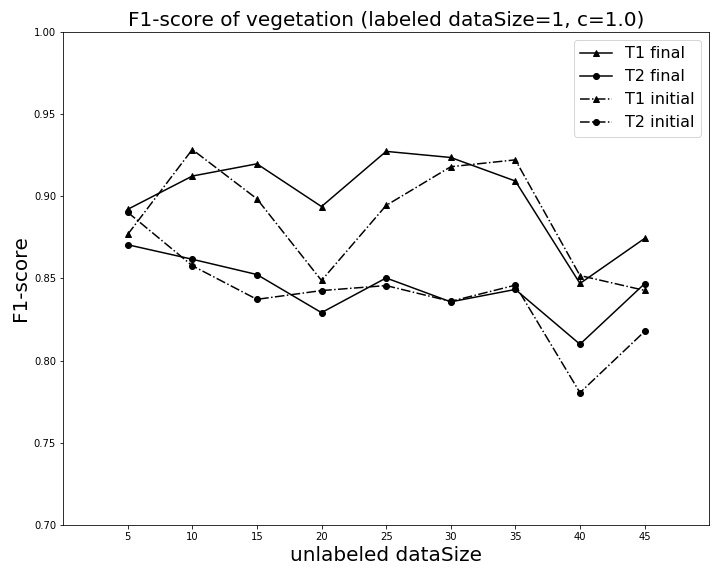 F1-score of vegetation (labeled dataSize=1, c=1.0)
T1 final
T2 final
T1 initial
T2 initial
1.00
0.95
0.90
0.85
0.80
0.75
0.70
F1-score
5 10 15 20 25 30 35 40 45
unlabeled dataSize